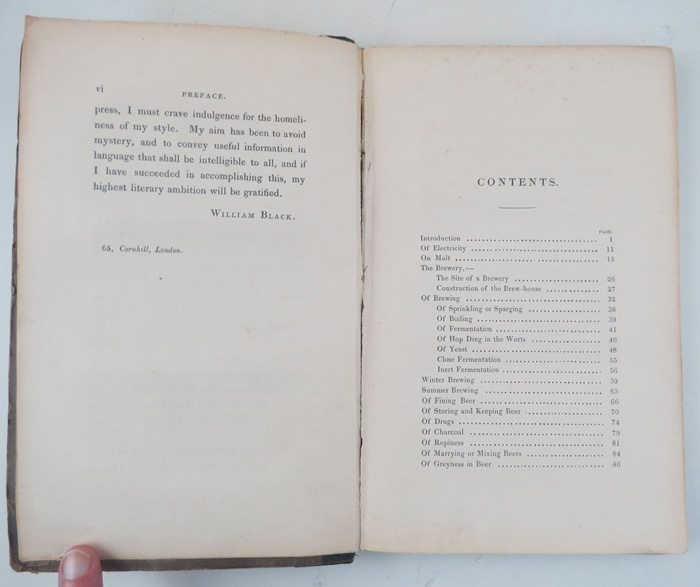 vi
PREFACE.
press, I must crave indulgence for the homeli-
ness of my style. My aim has been to avoid
mystery, and to convey useful information in
language that shall be intelligible to all, and if
I have succeeded in accomplishing this, my
highest literary ambition will be gratified.
William Black.
65, Cornhill, London.
CONTENTS.
PAGE.
Introduction ........................ 1
Of Electricity ........................ 11
On Malt ........................ 15
The Brewery,—
The Site of a Brewery ........................ 26
Construction of the Brew-house ........................ 27
Of Brewing ........................ 32
Of Sprinkling or Sparging ........................ 38
Of Boiling ........................ 39
Of Fermentation ........................ 41
Of Hop Dreg in the Worts ........................ 46
Of Yeast ........................ 48
Close Fermentation ........................ 55
Inert Fermentation ........................ 56
Winter Brewing ........................ 59
Summer Brewing ........................ 63
Of Fining Beer ........................ 66
Of Storing and Keeping Beer ........................ 70
Of Drugs ........................ 74
Of Charcoal ........................ 79
Of Ropiness ........................ 81
Of Marrying or Mixing Beers ........................ 84
Of Greyness in Beer ........................ 86